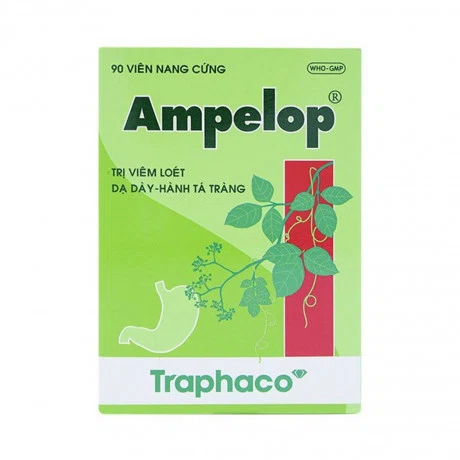 90 VIÊN NANG CỨNG
WHO-GMP
Ampelop®
TRỊ VIÊM LOÉT
DẠ DÀY-HÀNH TÁ TRÀNG
Traphaco